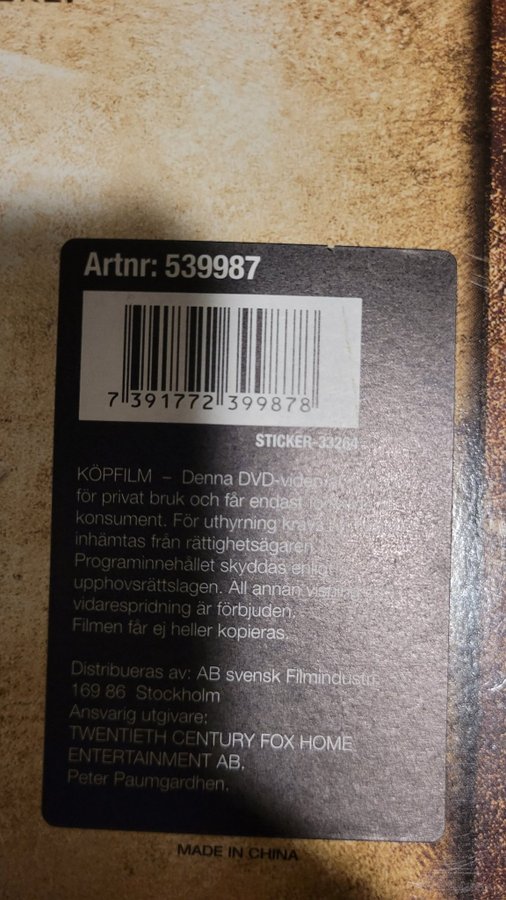 Artnr: 539987
7 391772 399878
STICKER-33264
KÖPFILM – Denna DVD-video
för privat bruk och får endast
konsument. För uthyrning krävs
inhämtas från rättighetsägaren.
Programinnehållet skyddas enligt
upphovsrättslagen. All annan visning
vidarespridning är förbjuden.
Filmen får ej heller kopieras.
Distribueras av: AB svensk Filmindustri
169 86 Stockholm
Ansvarig utgivare:
TWENTIETH CENTURY FOX HOME
ENTERTAINMENT AB,
Peter Paumgardhen.
MADE IN CHINA